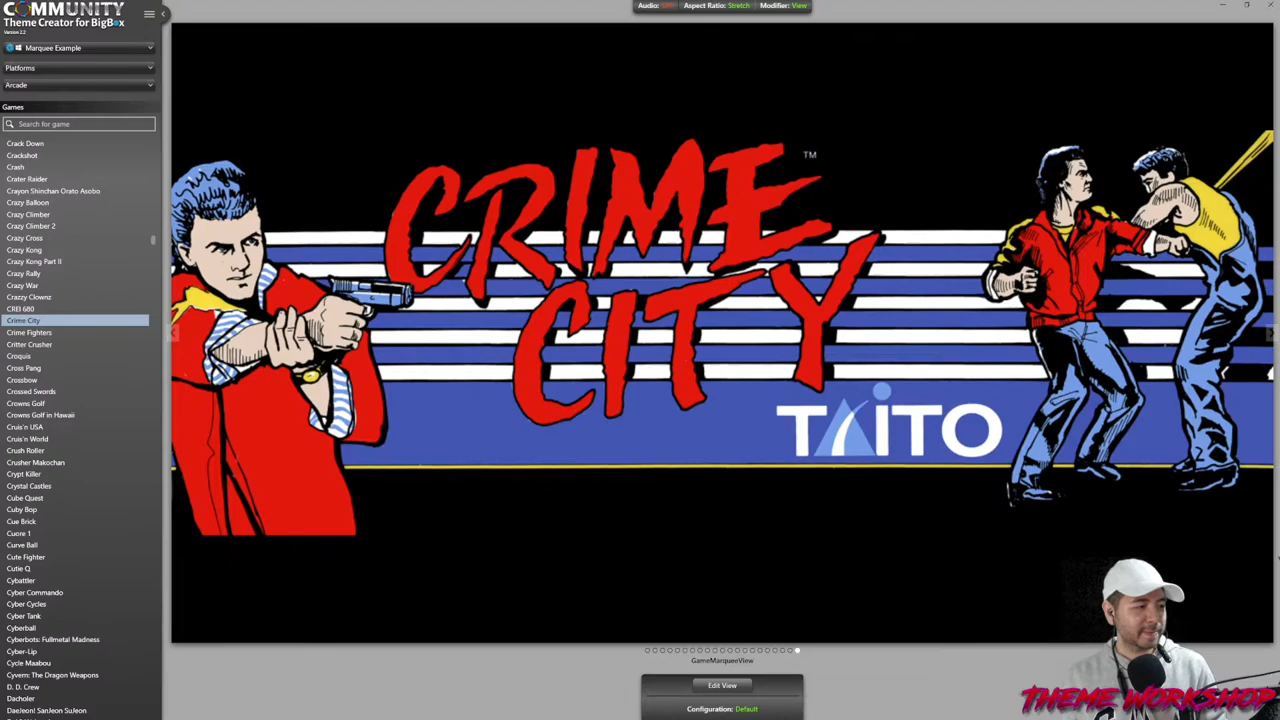 COMMUNITY
Theme Creator for BigBox
Version 2.2
Marquee Example
Platforms
Arcade
Games
Search for game
Crack Down
Crackshot
Crash
Crater Raider
Crayon Shinchan Orato Asobo
Crazy Balloon
Crazy Climber
Crazy Climber 2
Crazy Cross
Crazy Kong
Crazy Kong Part II
Crazy Rally
Crazy War
Crazzy Clownz
CREI 680
Crime City
Crime Fighters
Critter Crusher
Croquis
Cross Pang
Crossbow
Crossed Swords
Crowns Golf
Crowns Golf in Hawaii
Cruis'n USA
Cruis'n World
Crush Roller
Crusher Makochan
Crypt Killer
Crystal Castles
Cube Quest
Cuby Bop
Cue Brick
Cuore 1
Curve Ball
Cute Fighter
Cutie Q
Cybattler
Cyber Commando
Cyber Cycles
Cyber Tank
Cyberball
Cyberbots: Fullmetal Madness
Cyber-Lip
Cycle Maabou
Cyvern: The Dragon Weapons
D. D. Crew
Dacholer
DaeJeon! SanJeon SuJeon
Audio: OFF Aspect Ratio: Stretch Modifier: View
CRIME
CITY
TM
TAITO
GameMarqueeView
Edit View
Configuration: Default
THEME WORKSHOP